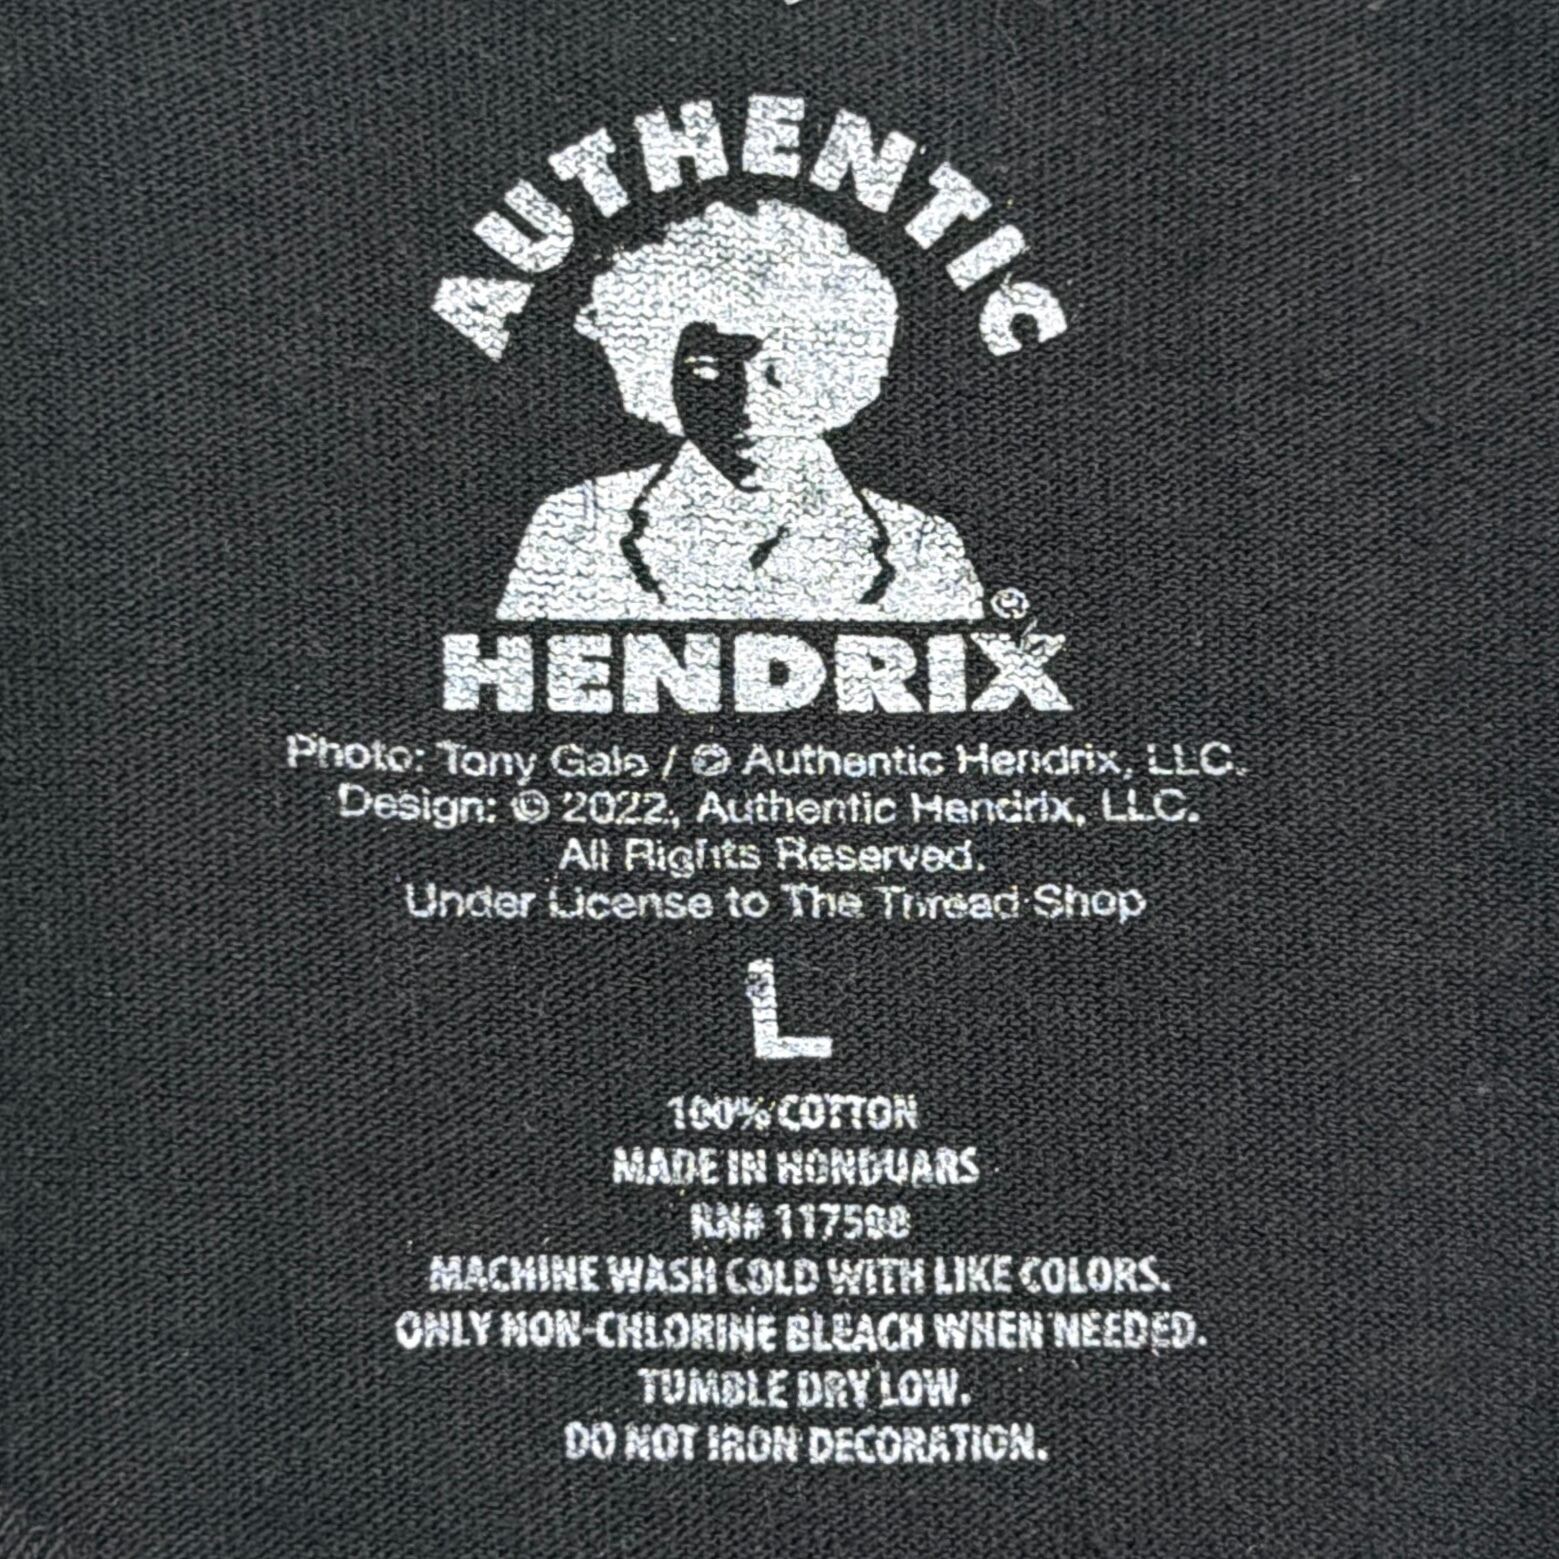 AUTHENTIC
HENDRIX
Photo: Tony Gale / © Authentic Hendrix, LLC.
Design: © 2022, Authentic Hendrix, LLC.
All Rights Reserved.
Under License to The Thread Shop
L
100% COTTON
MADE IN HONDUARS
RN# 117508
MACHINE WASH COLD WITH LIKE COLORS.
ONLY NON-CHLORINE BLEACH WHEN NEEDED.
TUMBLE DRY LOW.
DO NOT IRON DECORATION.